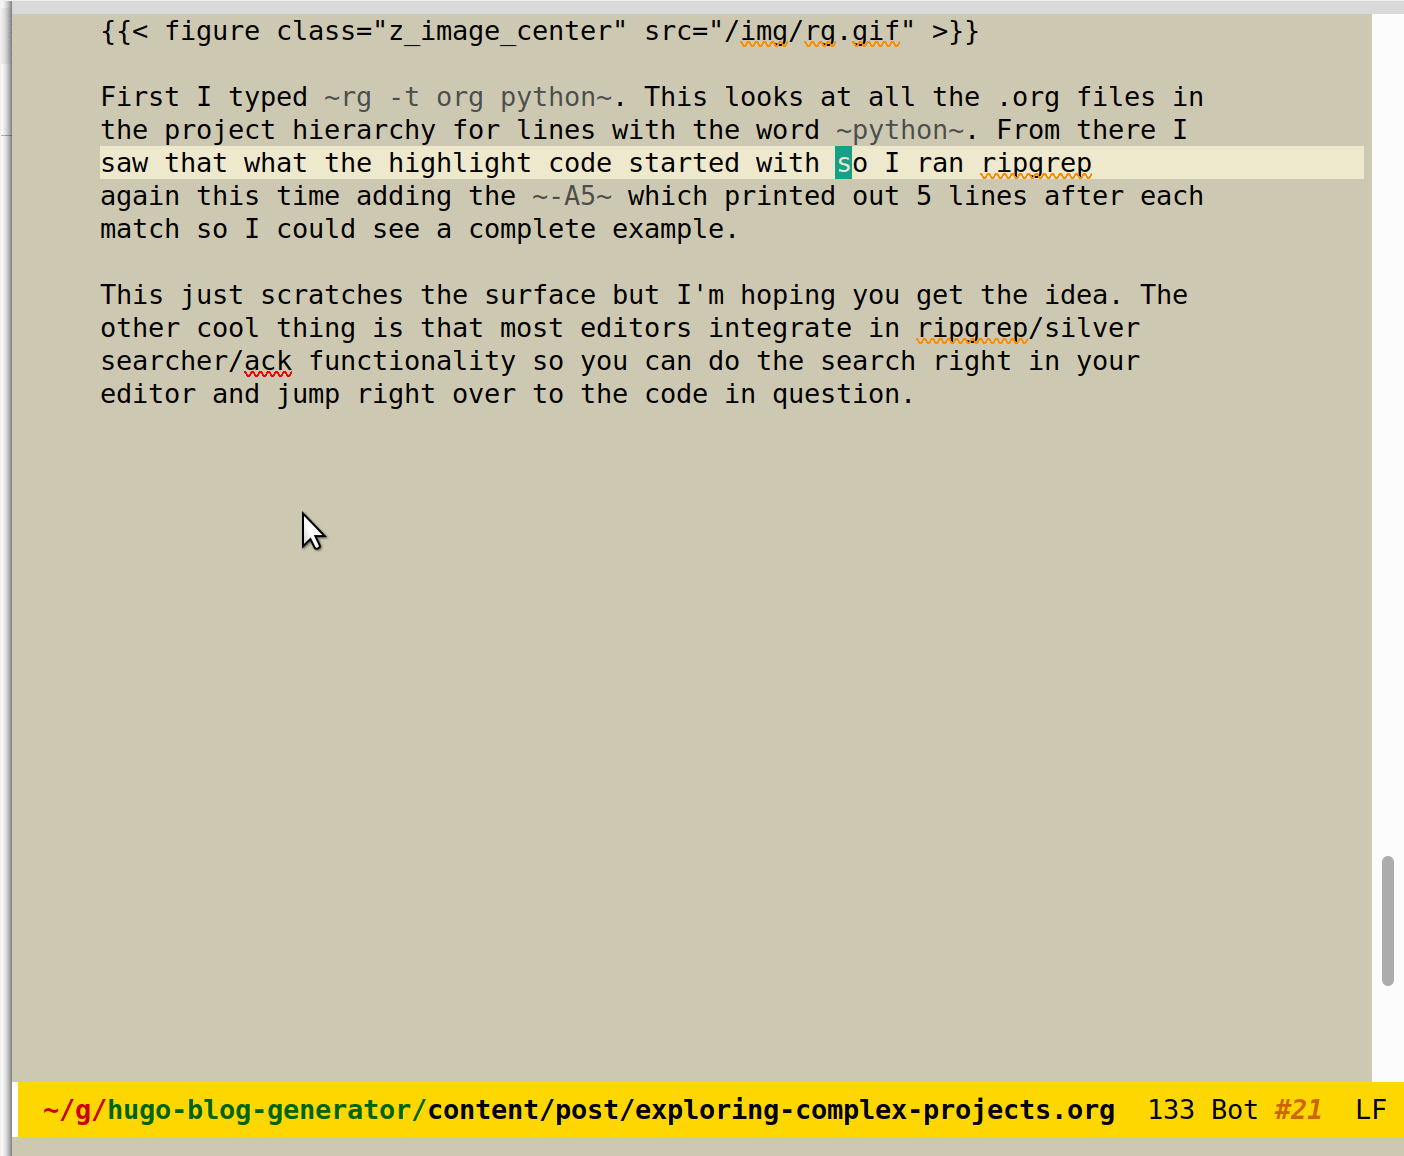 {{< figure class="z_image_center" src="/img/rg.gif" >}}
First I typed ~rg -t org python~. This looks at all the .org files in
the project hierarchy for lines with the word ~python~. From there I
saw that what the highlight code started with so I ran ripgrep
again this time adding the ~-A5~ which printed out 5 lines after each
match so I could see a complete example.
This just scratches the surface but I'm hoping you get the idea. The
other cool thing is that most editors integrate in ripgrep/silver
searcher/ack functionality so you can do the search right in your
editor and jump right over to the code in question.
~/g/hugo-blog-generator/content/post/exploring-complex-projects.org 133 Bot #21 LF